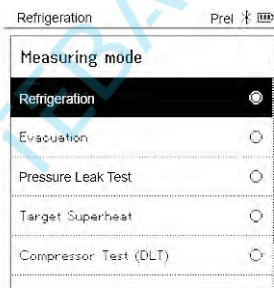 Refrigeration Prel
Measuring mode
Refrigeration
Evacuation
Pressure Leak Test
Target Superheat
Compressor Test (DLT)